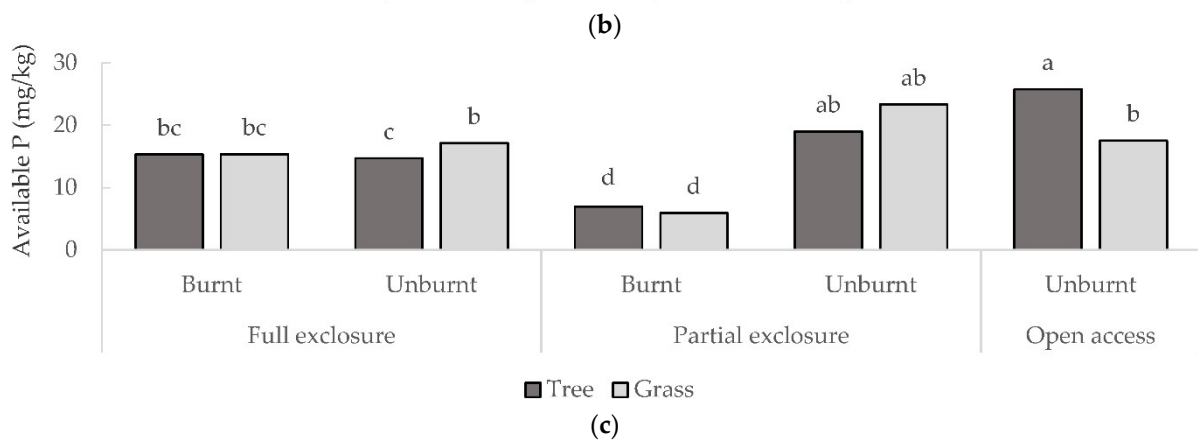 (b)
Available P (mg/kg)
30
20
10
0
bc bc c b d d ab ab a b
Burnt Unburnt Burnt Unburnt Unburnt
Full exclosure Partial exclosure Open access
Tree Grass
(c)